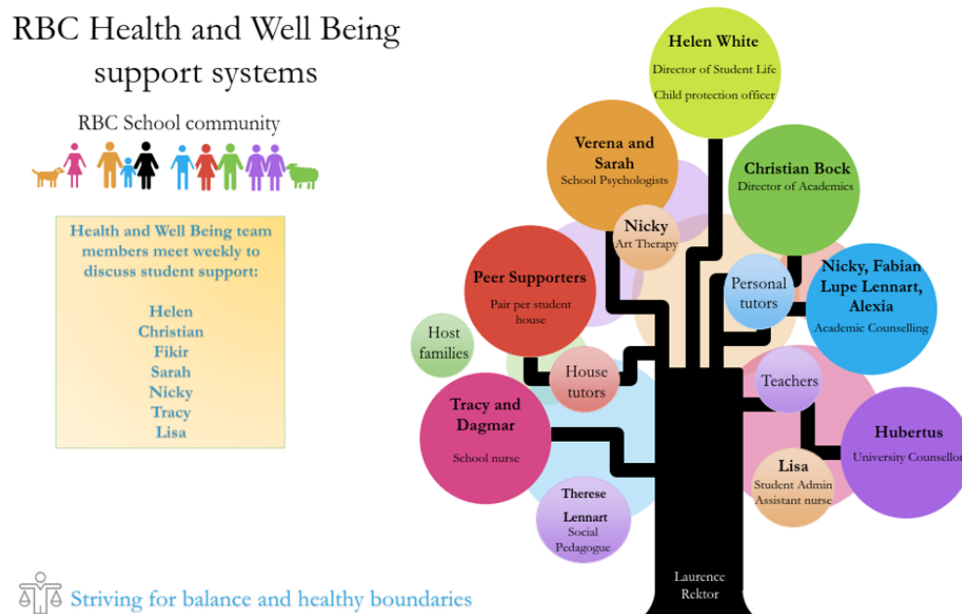 RBC Health and Well Being
support systems
RBC School community
Health and Well Being team
members meet weekly to
discuss student support:
Helen
Christian
Fikir
Sarah
Nicky
Tracy
Lisa
Helen White
Director of Student Life
Child protection officer
Verena and
Sarah
School Psychologists
Nicky
Art Therapy
Christian Bock
Director of Academics
Peer Supporters
Pair per student
house
Personal
tutors
Nicky, Fabian
Lupe Lennart,
Alexia
Academic Counselling
Host
families
House
tutors
Teachers
Tracy and
Dagmar
School nurse
Hubertus
University Counsellor
Lisa
Student Admin
Assistant nurse
Therese
Lennart
Social
Pedagogue
Laurence
Rektor
Striving for balance and healthy boundaries